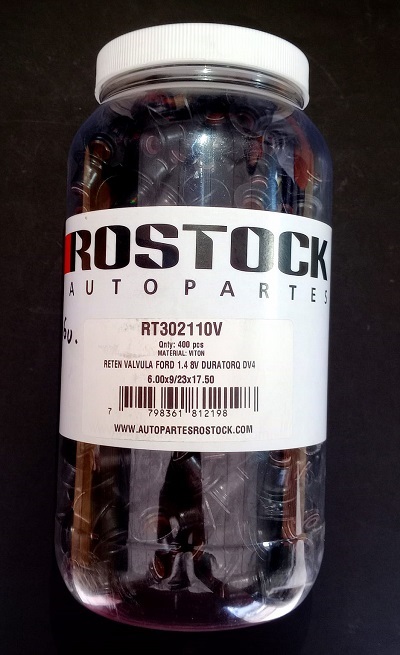 ROSTOCK
AUTOPARTES
6u.
RT302110V
Qnty: 400 pcs
MATERIAL: VITON
RETEN VALVULA FORD 1.4 8V DURATORQ DV4
6.00x9/23x17.50
7 798361 812198
WWW.AUTOPARTESROSTOCK.COM